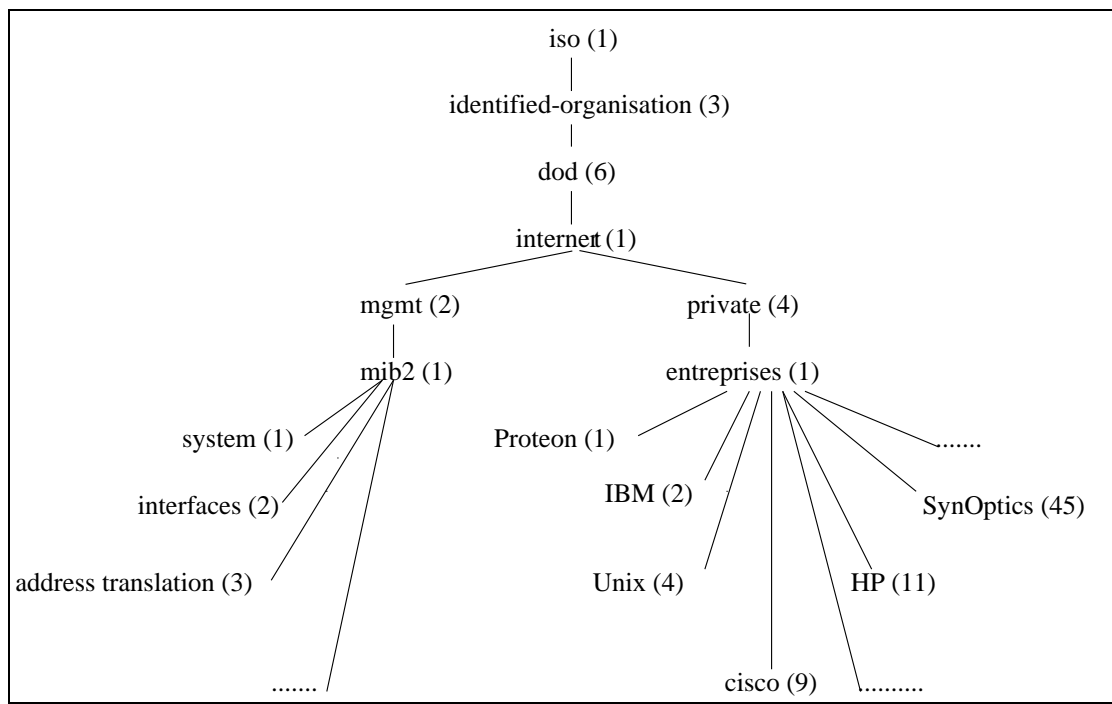 iso (1)
identified-organisation (3)
dod (6)
internet (1)
mgmt (2) private (4)
mib2 (1) entreprises (1)
system (1) Proteon (1) .......
interfaces (2) IBM (2) SynOptics (45)
address translation (3) Unix (4) HP (11)
....... cisco (9) ..........